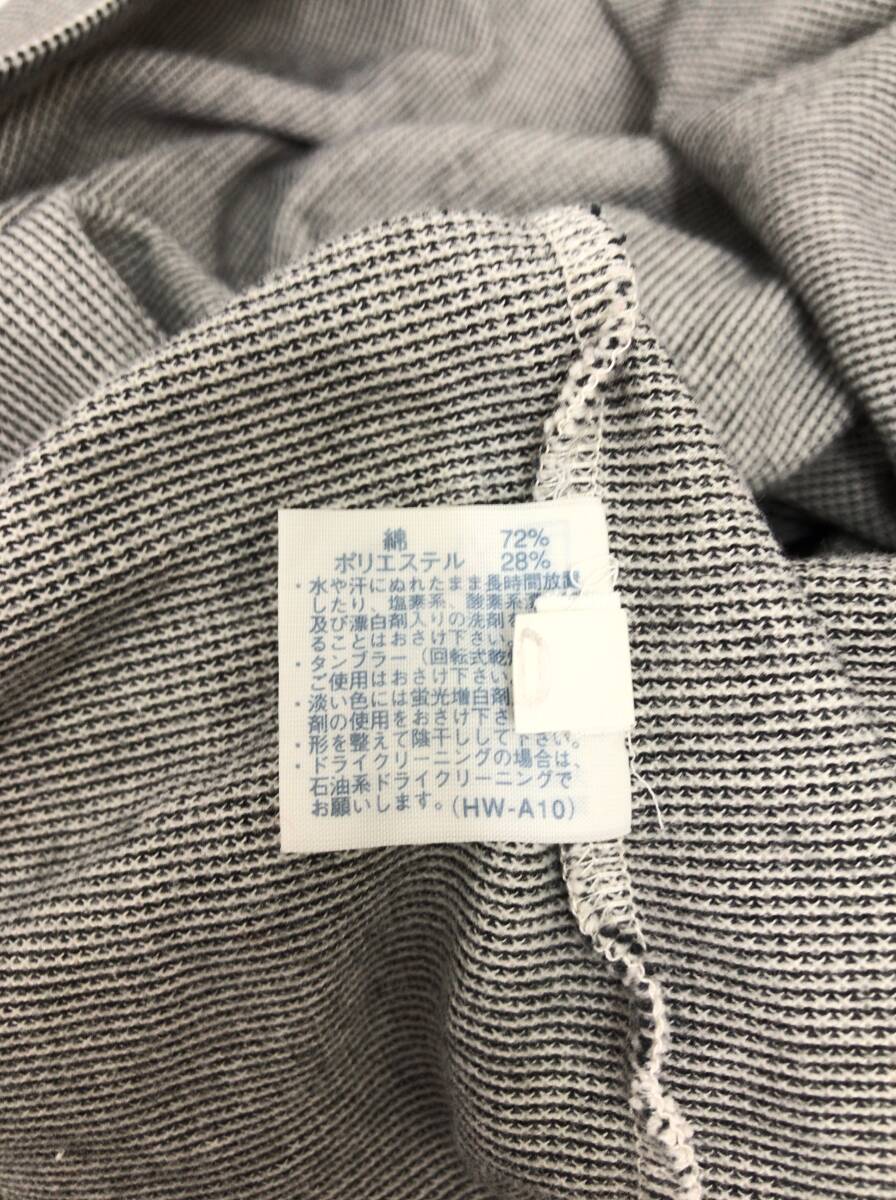 綿 72%
ポリエステル 28%
・水や汗にぬれたまま長時間放置
したり、塩素系、酸素系漂
及び漂白剤入りの洗剤を
ることはおさけ下さい。
・タンブラー（回転式乾燥
ご使用はおさけ下さい
・淡い色には蛍光増白剤
剤の使用をおさけ下さ
・形を整えて陰干しして下さい。
・ドライクリーニングの場合は、
石油系ドライクリーニングで
お願いします。（HW-A10）